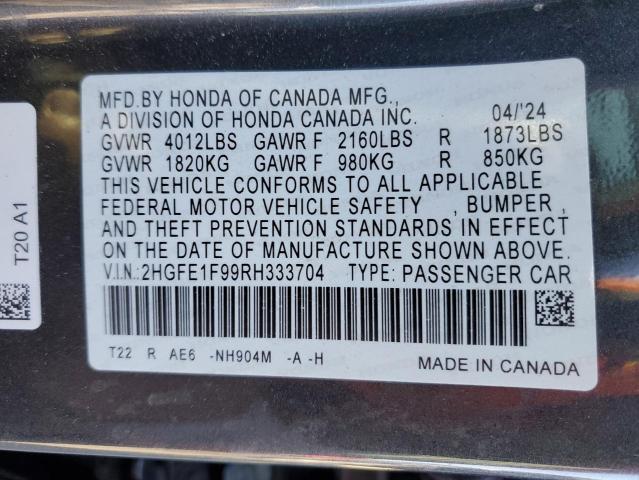 MFD.BY HONDA OF CANADA MFG.,
A DIVISION OF HONDA CANADA INC. 04/'24
GVWR 4012LBS GAWR F 2160LBS R 1873LBS
GVWR 1820KG GAWR F 980KG R 850KG
THIS VEHICLE CONFORMS TO ALL APPLICABLE
FEDERAL MOTOR VEHICLE SAFETY , BUMPER ,
AND THEFT PREVENTION STANDARDS IN EFFECT
ON THE DATE OF MANUFACTURE SHOWN ABOVE.
V.I.N.:2HGFE1F99RH333704 TYPE: PASSENGER CAR
T22 R AE6 -NH904M -A -H MADE IN CANADA
T20 A1